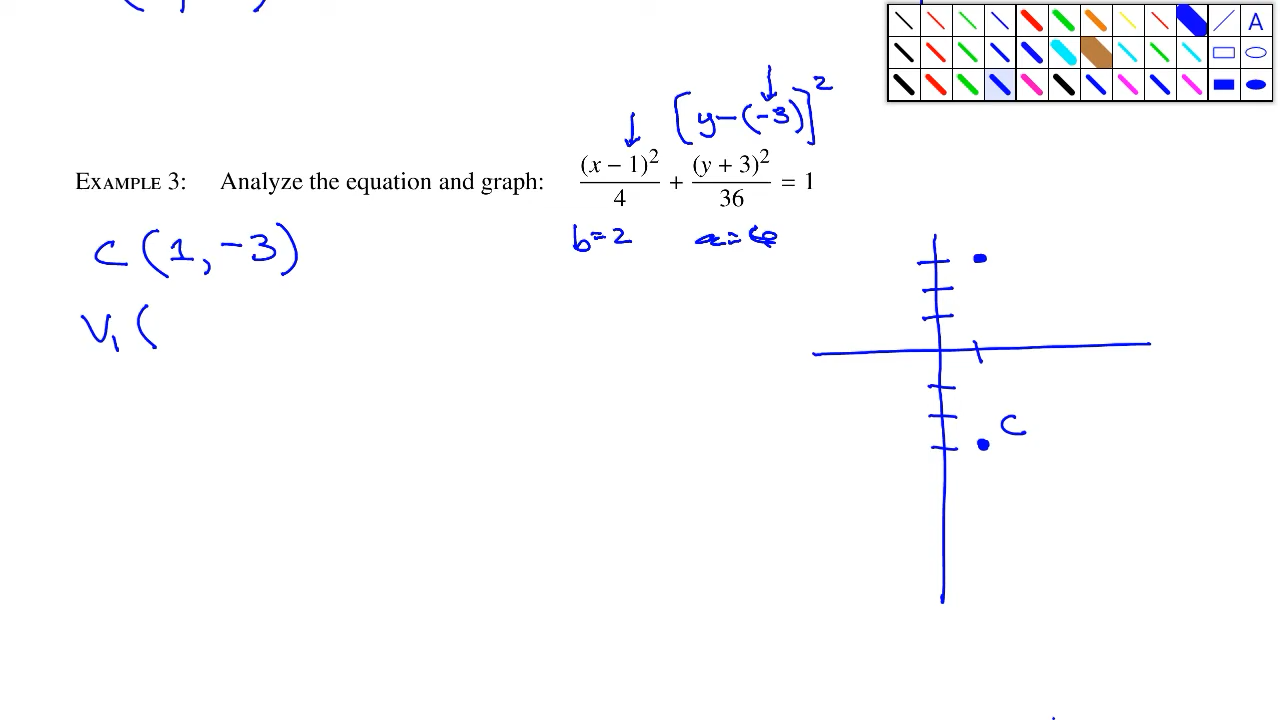 [y-(-3)]²
EXAMPLE 3: Analyze the equation and graph: (x − 1)²/4 + (y + 3)²/36 = 1
b=2 a=6
C (1, -3)
V₁ (
C
A